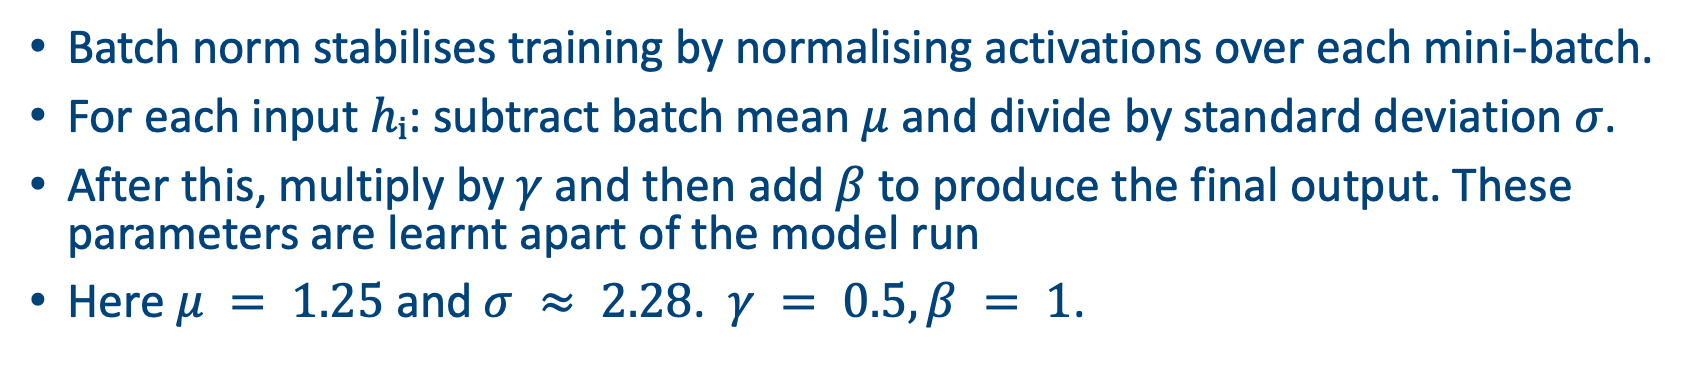 • Batch norm stabilises training by normalising activations over each mini-batch.
• For each input hᵢ: subtract batch mean μ and divide by standard deviation σ.
• After this, multiply by γ and then add β to produce the final output. These
parameters are learnt apart of the model run
• Here μ = 1.25 and σ ≈ 2.28. γ = 0.5, β = 1.